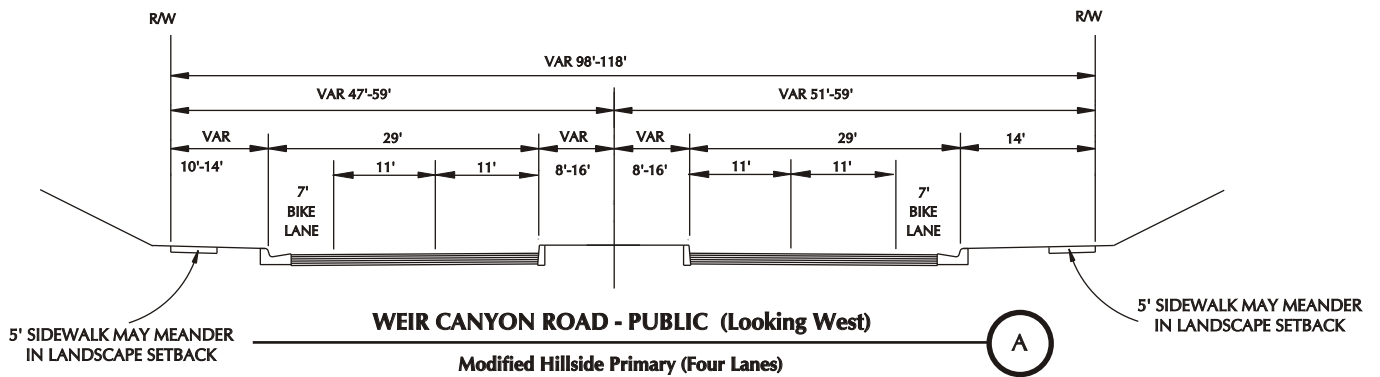 R/W R/W
VAR 98'-118'
VAR 47'-59' VAR 51'-59'
VAR 29' VAR VAR 29' 14'
10'-14' 11' 11' 8'-16' 8'-16' 11' 11'
7' BIKE LANE
7' BIKE LANE
5' SIDEWALK MAY MEANDER
IN LANDSCAPE SETBACK
5' SIDEWALK MAY MEANDER
IN LANDSCAPE SETBACK
WEIR CANYON ROAD - PUBLIC (Looking West)
A
Modified Hillside Primary (Four Lanes)